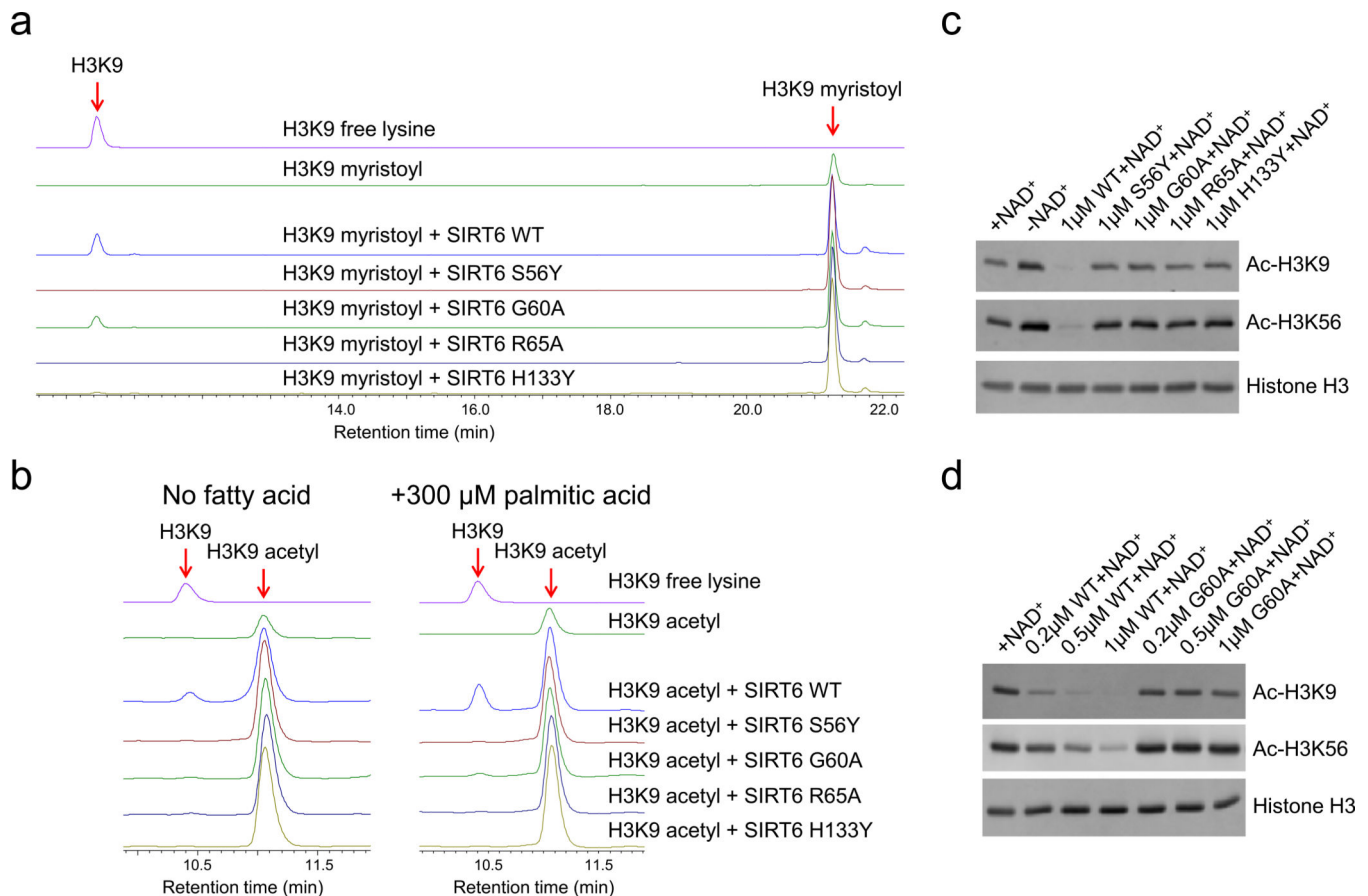 a
H3K9
H3K9 myristoyl
H3K9 free lysine
H3K9 myristoyl
H3K9 myristoyl + SIRT6 WT
H3K9 myristoyl + SIRT6 S56Y
H3K9 myristoyl + SIRT6 G60A
H3K9 myristoyl + SIRT6 R65A
H3K9 myristoyl + SIRT6 H133Y
14.0 16.0 18.0 20.0 22.0
Retention time (min)
b
No fatty acid
+300 µM palmitic acid
H3K9
H3K9 acetyl
H3K9
H3K9 acetyl
H3K9 free lysine
H3K9 acetyl
H3K9 acetyl + SIRT6 WT
H3K9 acetyl + SIRT6 S56Y
H3K9 acetyl + SIRT6 G60A
H3K9 acetyl + SIRT6 R65A
H3K9 acetyl + SIRT6 H133Y
10.5 11.5
Retention time (min)
10.5 11.5
Retention time (min)
c
+NAD⁺
-NAD⁺
1µM WT+NAD⁺
1µM S56Y+NAD⁺
1µM G60A+NAD⁺
1µM R65A+NAD⁺
1µM H133Y+NAD⁺
Ac-H3K9
Ac-H3K56
Histone H3
d
+NAD⁺
0.2µM WT+NAD⁺
0.5µM WT+NAD⁺
1µM WT+NAD⁺
0.2µM G60A+NAD⁺
0.5µM G60A+NAD⁺
1µM G60A+NAD⁺
Ac-H3K9
Ac-H3K56
Histone H3